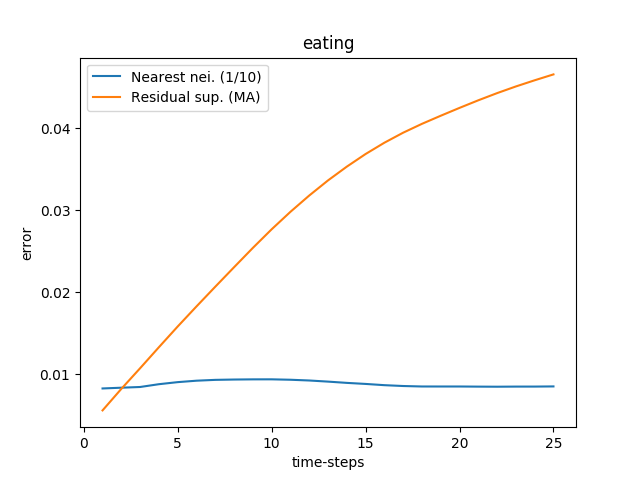 eating
Nearest nei. (1/10)
Residual sup. (MA)
error
0.04
0.03
0.02
0.01
0 5 10 15 20 25
time-steps